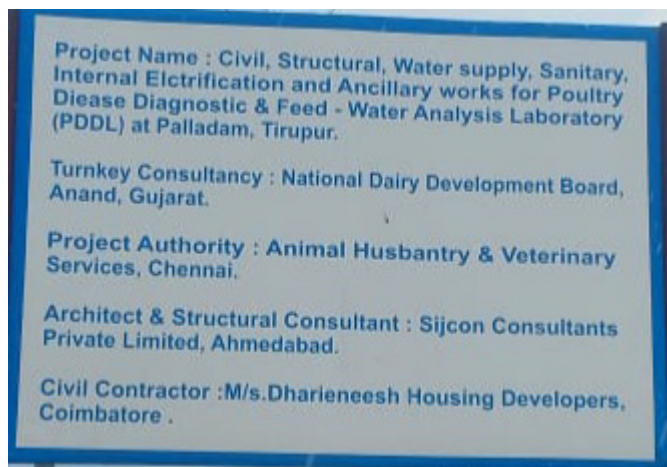 Project Name : Civil, Structural, Water supply, Sanitary,
Internal Elctrification and Ancillary works for Poultry
Diease Diagnostic & Feed - Water Analysis Laboratory
(PDDL) at Palladam, Tirupur.
Turnkey Consultancy : National Dairy Development Board,
Anand, Gujarat.
Project Authority : Animal Husbantry & Veterinary
Services, Chennai.
Architect & Structural Consultant : Sijcon Consultants
Private Limited, Ahmedabad.
Civil Contractor :M/s.Dharieneesh Housing Developers,
Coimbatore .